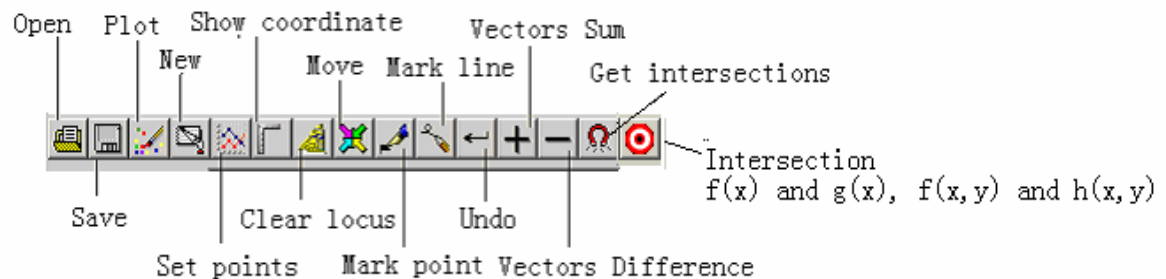 Open
Plot
Show coordinate
Vectors Sum
New
Move
Mark line
Get intersections
Intersection
f(x) and g(x), f(x,y) and h(x,y)
Save
Clear locus
Undo
Set points
Mark point
Vectors Difference